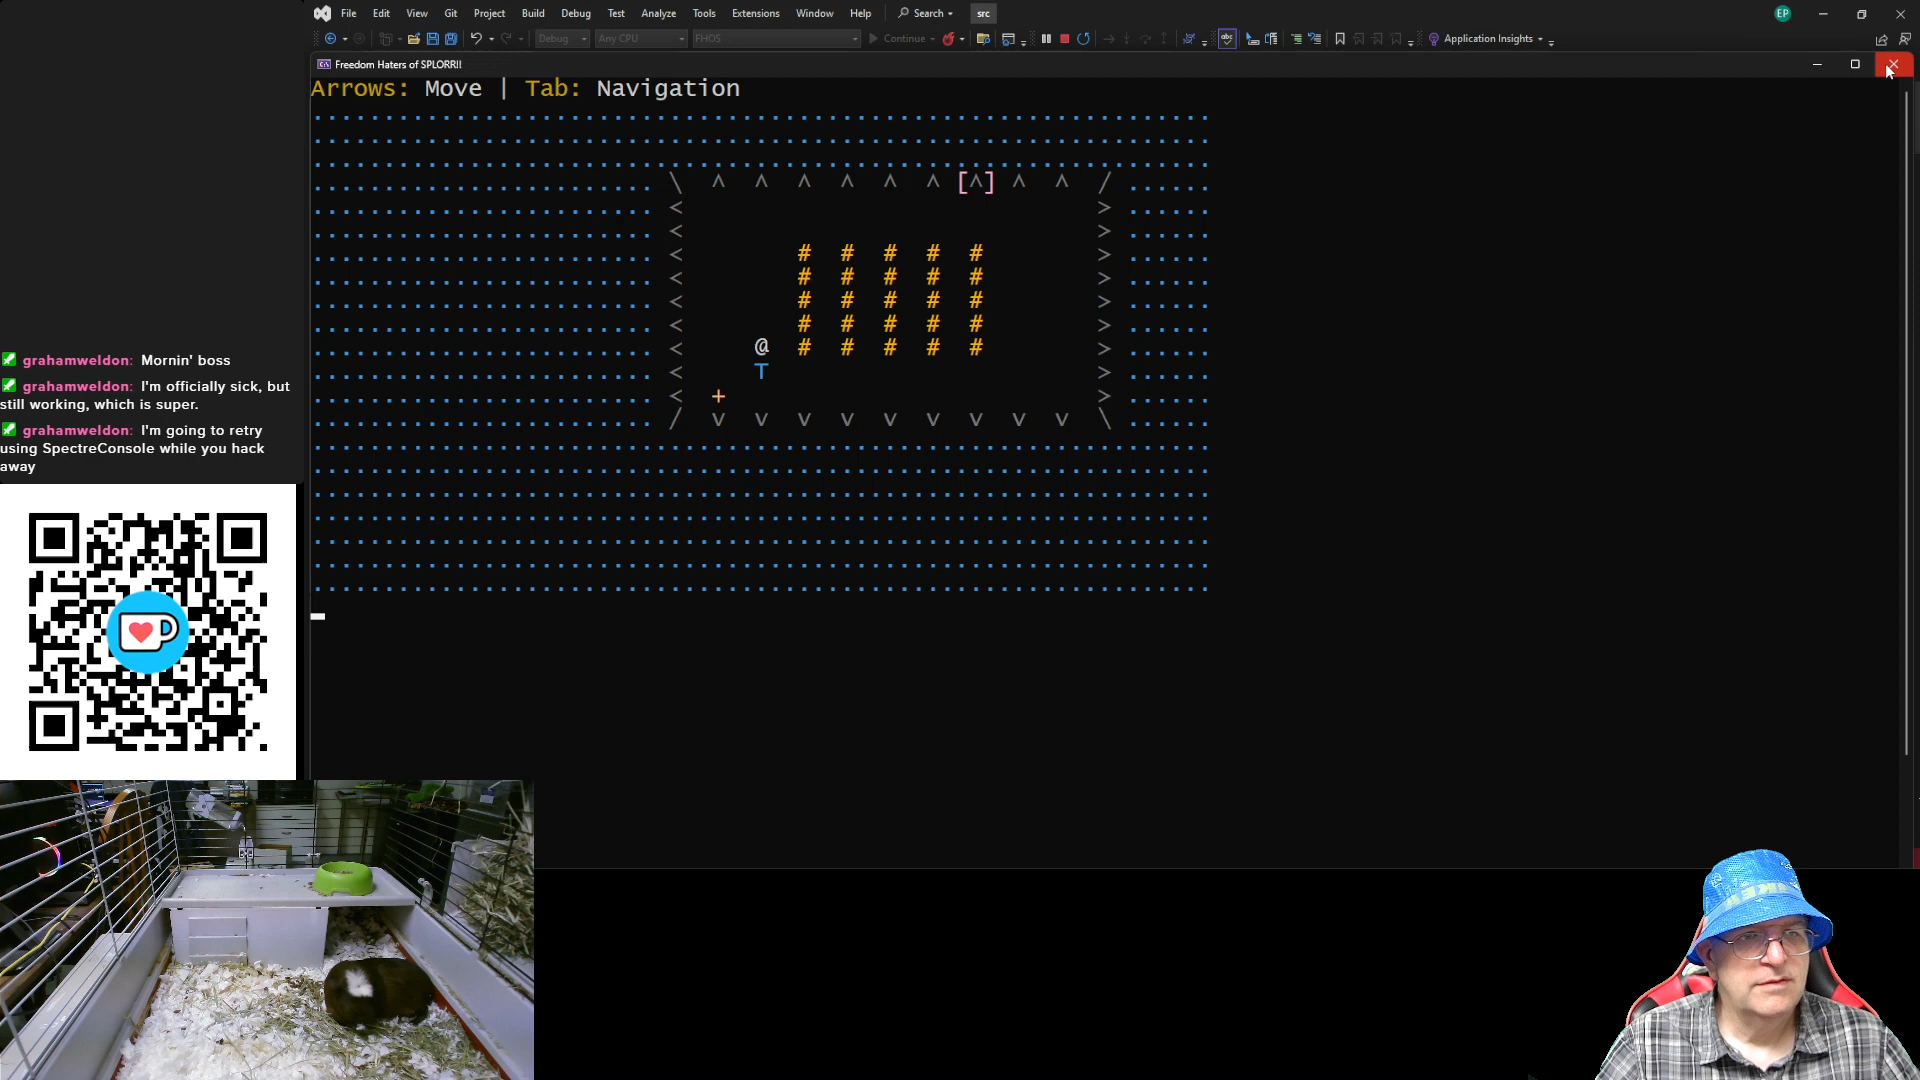 File Edit View Git Project Build Debug Test Analyze Tools Extensions Window Help Search src EP
Debug Any CPU FHOS Continue Application Insights
Freedom Haters of SPLORR!!
Arrows: Move | Tab: Navigation
............................................................... 
...............................................................
...............................................................
........................ \ ^ ^ ^ ^ ^ ^ [^] ^ ^ / ......
........................ < > ......
........................ < > ......
........................ < # # # # # > ......
........................ < # # # # # > ......
........................ < # # # # # > ......
........................ < # # # # # > ......
........................ < @ # # # # # > ......
........................ < T > ......
........................ < + > ......
........................ / v v v v v v v v v \ ......
...............................................................
...............................................................
...............................................................
...............................................................
...............................................................
...............................................................
...............................................................
grahamweldon: Mornin' boss
grahamweldon: I'm officially sick, but
still working, which is super.
grahamweldon: I'm going to retry
using SpectreConsole while you hack
away
IKEA